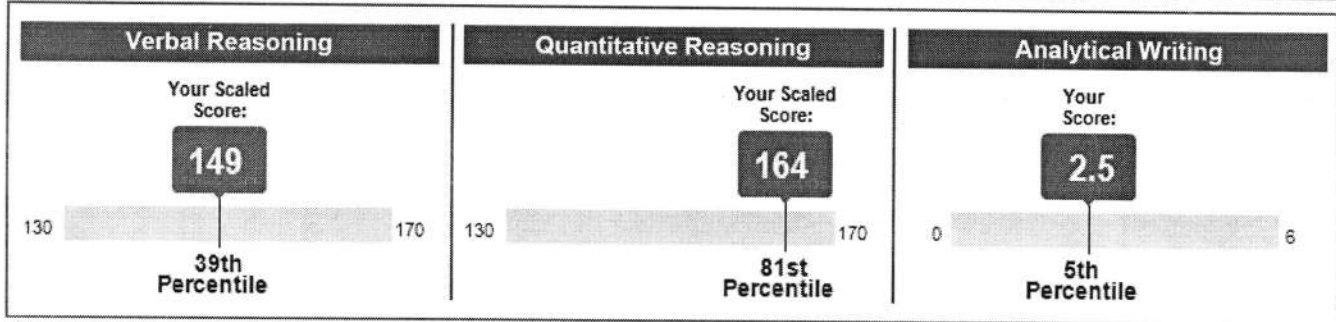 Verbal Reasoning
Your Scaled
Score:
149
130
170
39th
Percentile
Quantitative Reasoning
Your Scaled
Score:
164
130
170
81st
Percentile
Analytical Writing
Your
Score:
2.5
0
6
5th
Percentile